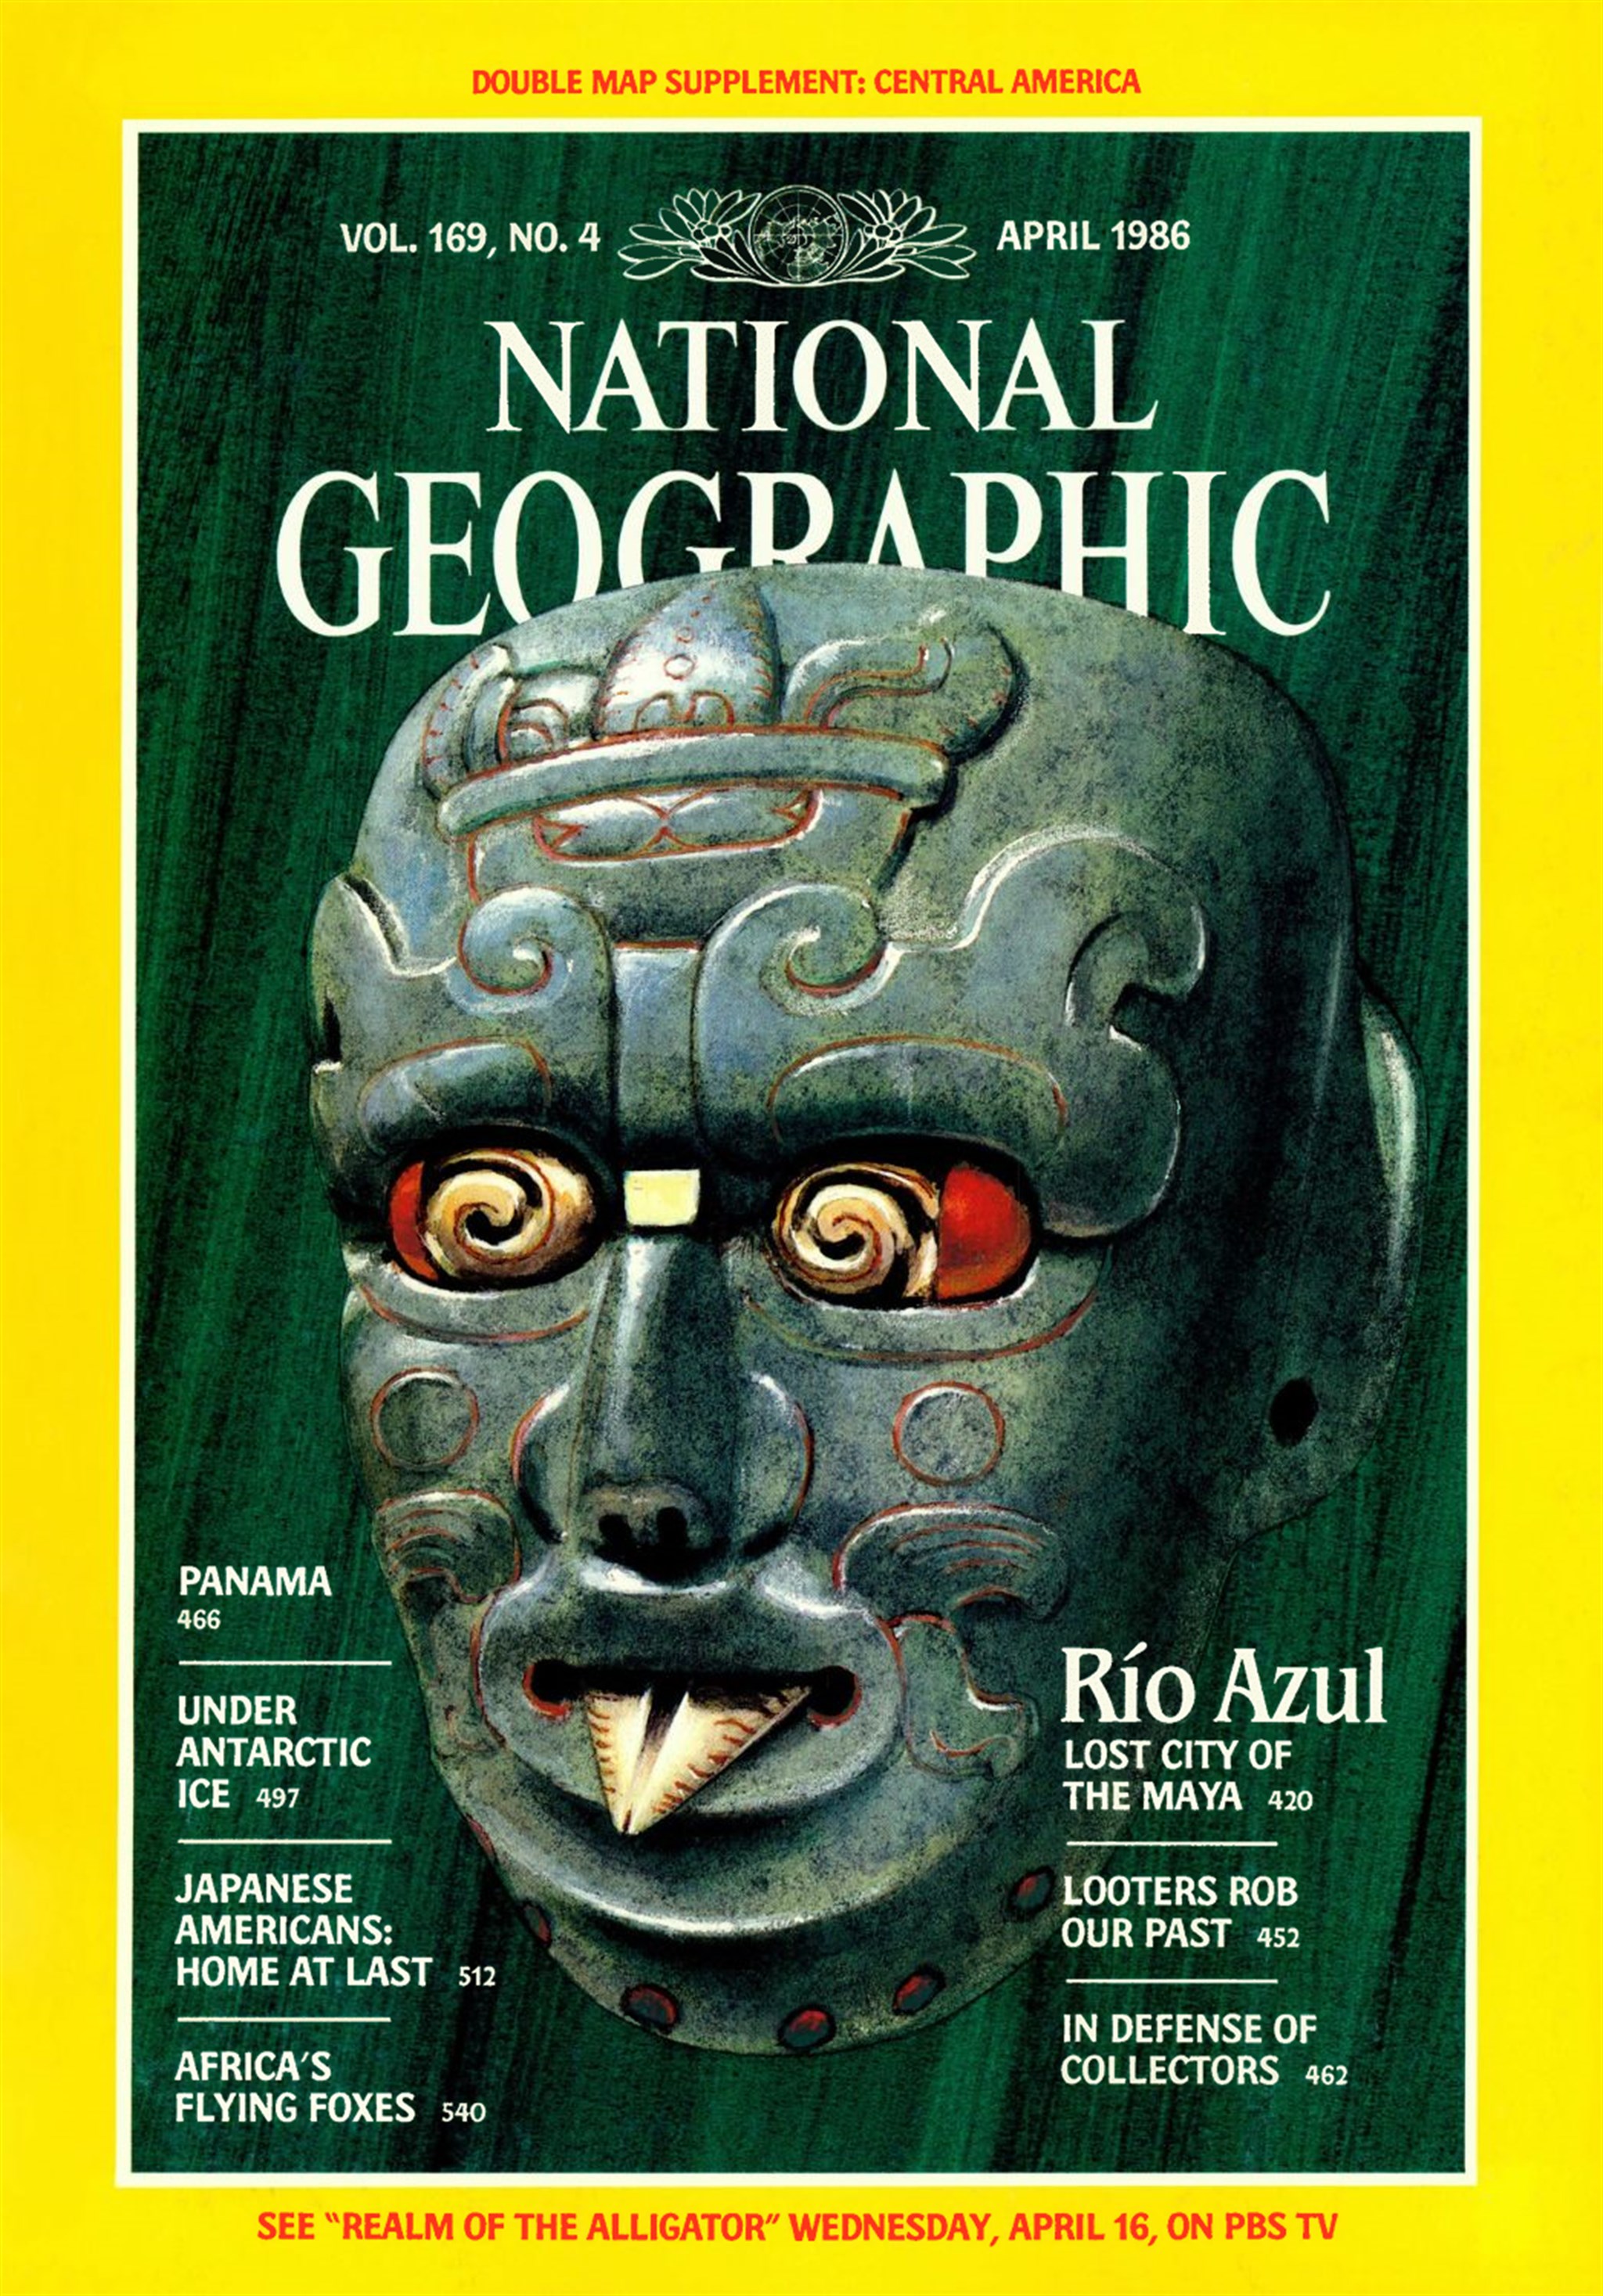 DOUBLE MAP SUPPLEMENT: CENTRAL AMERICA
VOL. 169, NO. 4
APRIL 1986
NATIONAL
GEOGRAPHIC
PANAMA
466
UNDER
ANTARCTIC
ICE 497
JAPANESE
AMERICANS:
HOME AT LAST 512
AFRICA'S
FLYING FOXES 540
Río Azul
LOST CITY OF
THE MAYA 420
LOOTERS ROB
OUR PAST 452
IN DEFENSE OF
COLLECTORS 462
SEE "REALM OF THE ALLIGATOR" WEDNESDAY, APRIL 16, ON PBS TV